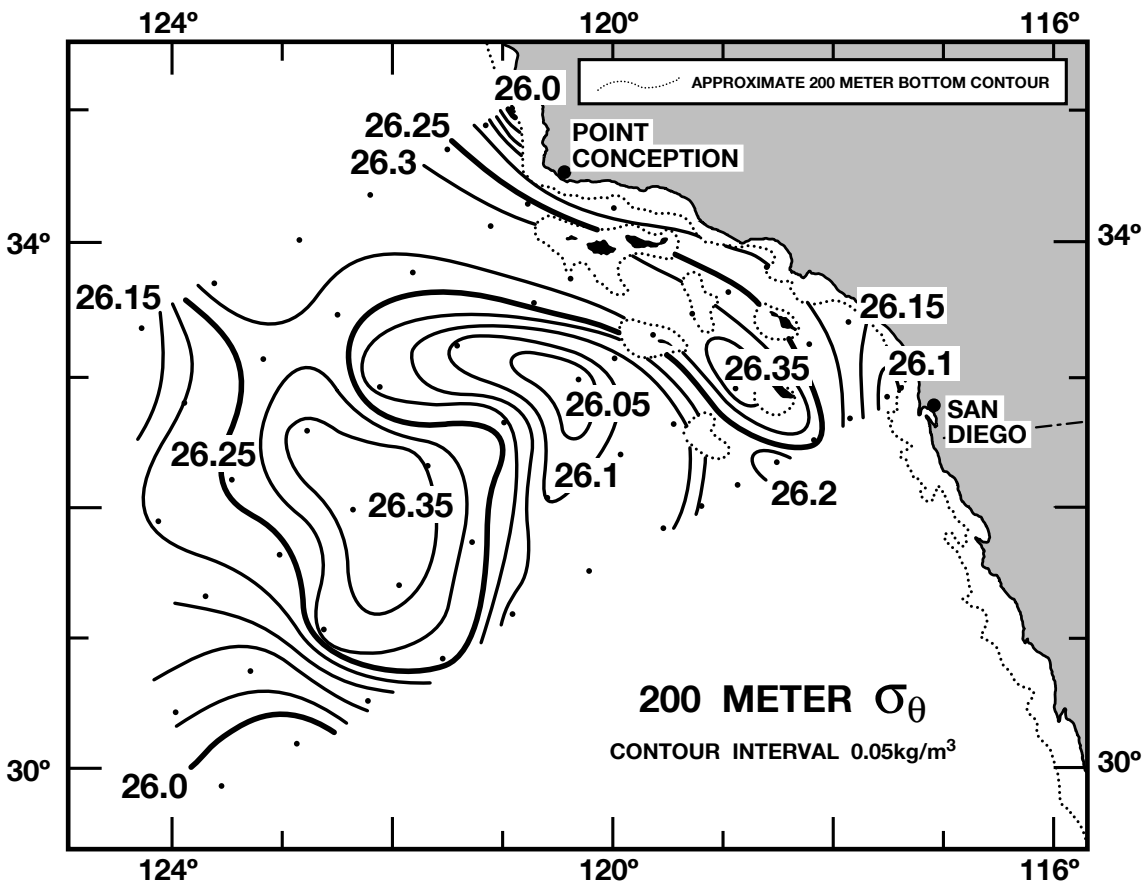 124º 120º 116º
26.0
APPROXIMATE 200 METER BOTTOM CONTOUR
26.25
POINT
CONCEPTION
26.3
34º 34º
26.15
26.15
26.35
26.1
26.05
SAN
DIEGO
26.25
26.1
26.2
26.35
200 METER σθ
CONTOUR INTERVAL 0.05kg/m³
30º 30º
26.0
124º 120º 116º